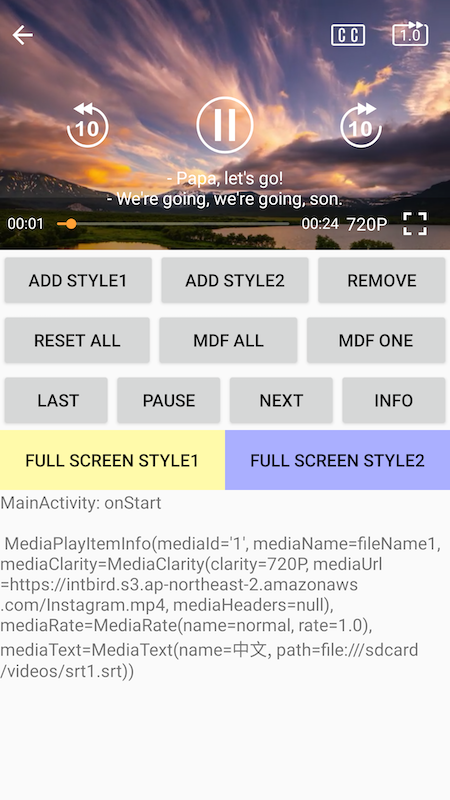 CC
1.0
10
10
- Papa, let's go!
- We're going, we're going, son.
00:01
00:24 720P
ADD STYLE1
ADD STYLE2
REMOVE
RESET ALL
MDF ALL
MDF ONE
LAST
PAUSE
NEXT
INFO
FULL SCREEN STYLE1
FULL SCREEN STYLE2
MainActivity: onStart
MediaPlayItemInfo(mediaId='1', mediaName=fileName1,
mediaClarity=MediaClarity(clarity=720P, mediaUrl
=https://intbird.s3.ap-northeast-2.amazonaws
.com/Instagram.mp4, mediaHeaders=null),
mediaRate=MediaRate(name=normal, rate=1.0),
mediaText=MediaText(name=中文, path=file:///sdcard
/videos/srt1.srt))